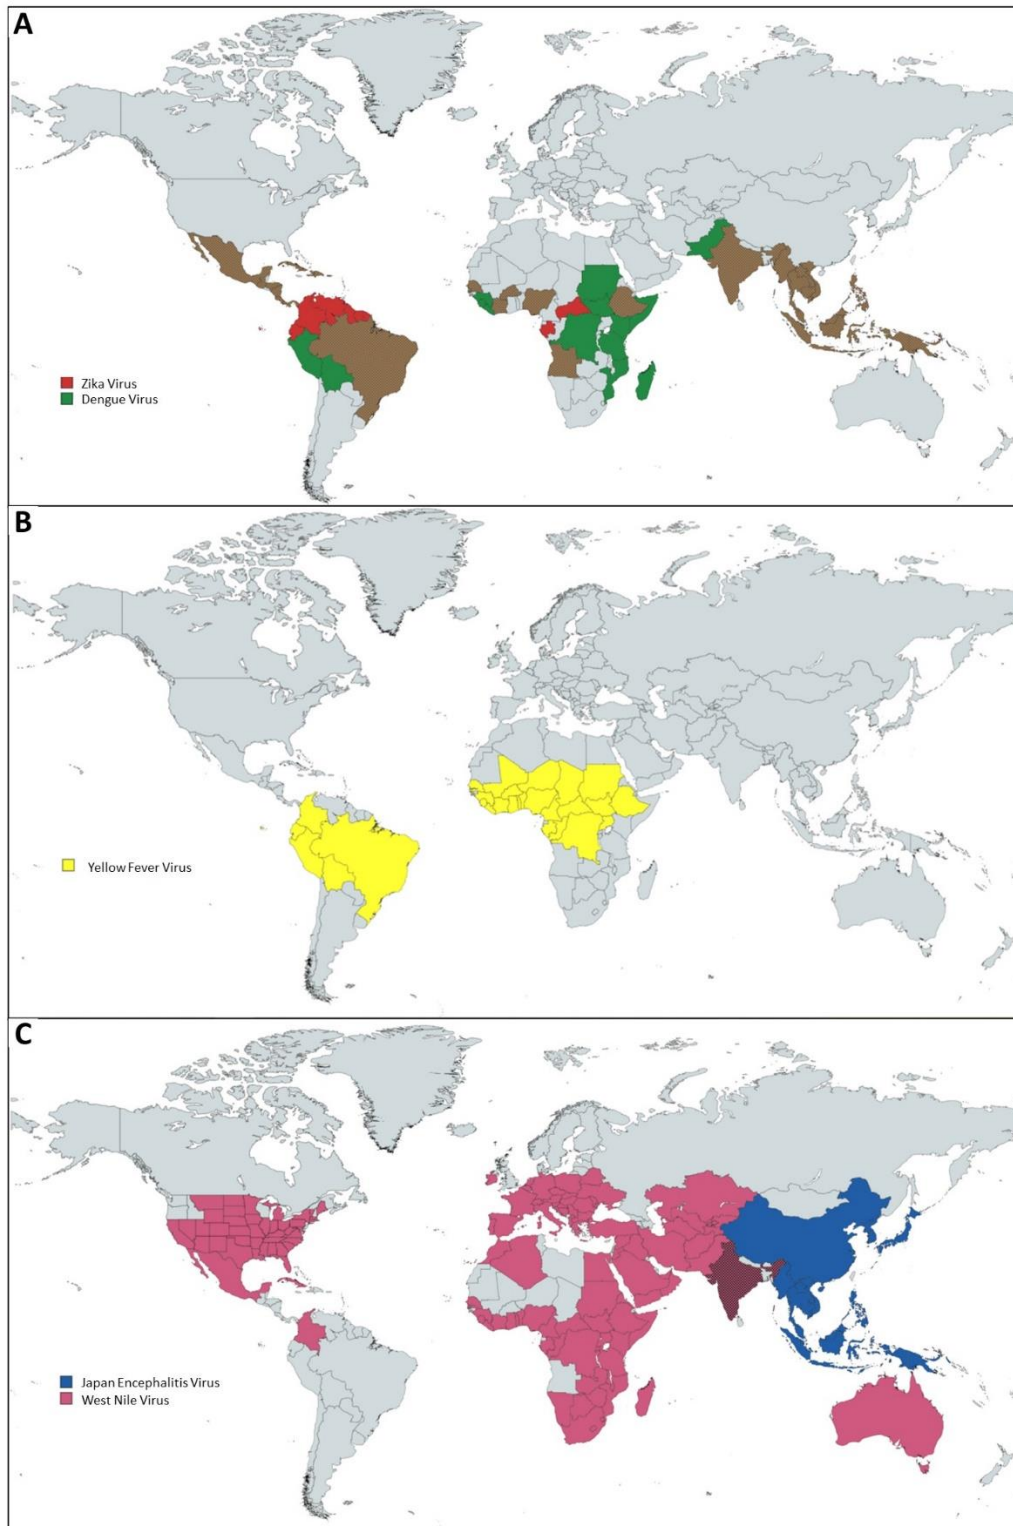 A
Zika Virus
Dengue Virus
B
Yellow Fever Virus
C
Japan Encephalitis Virus
West Nile Virus